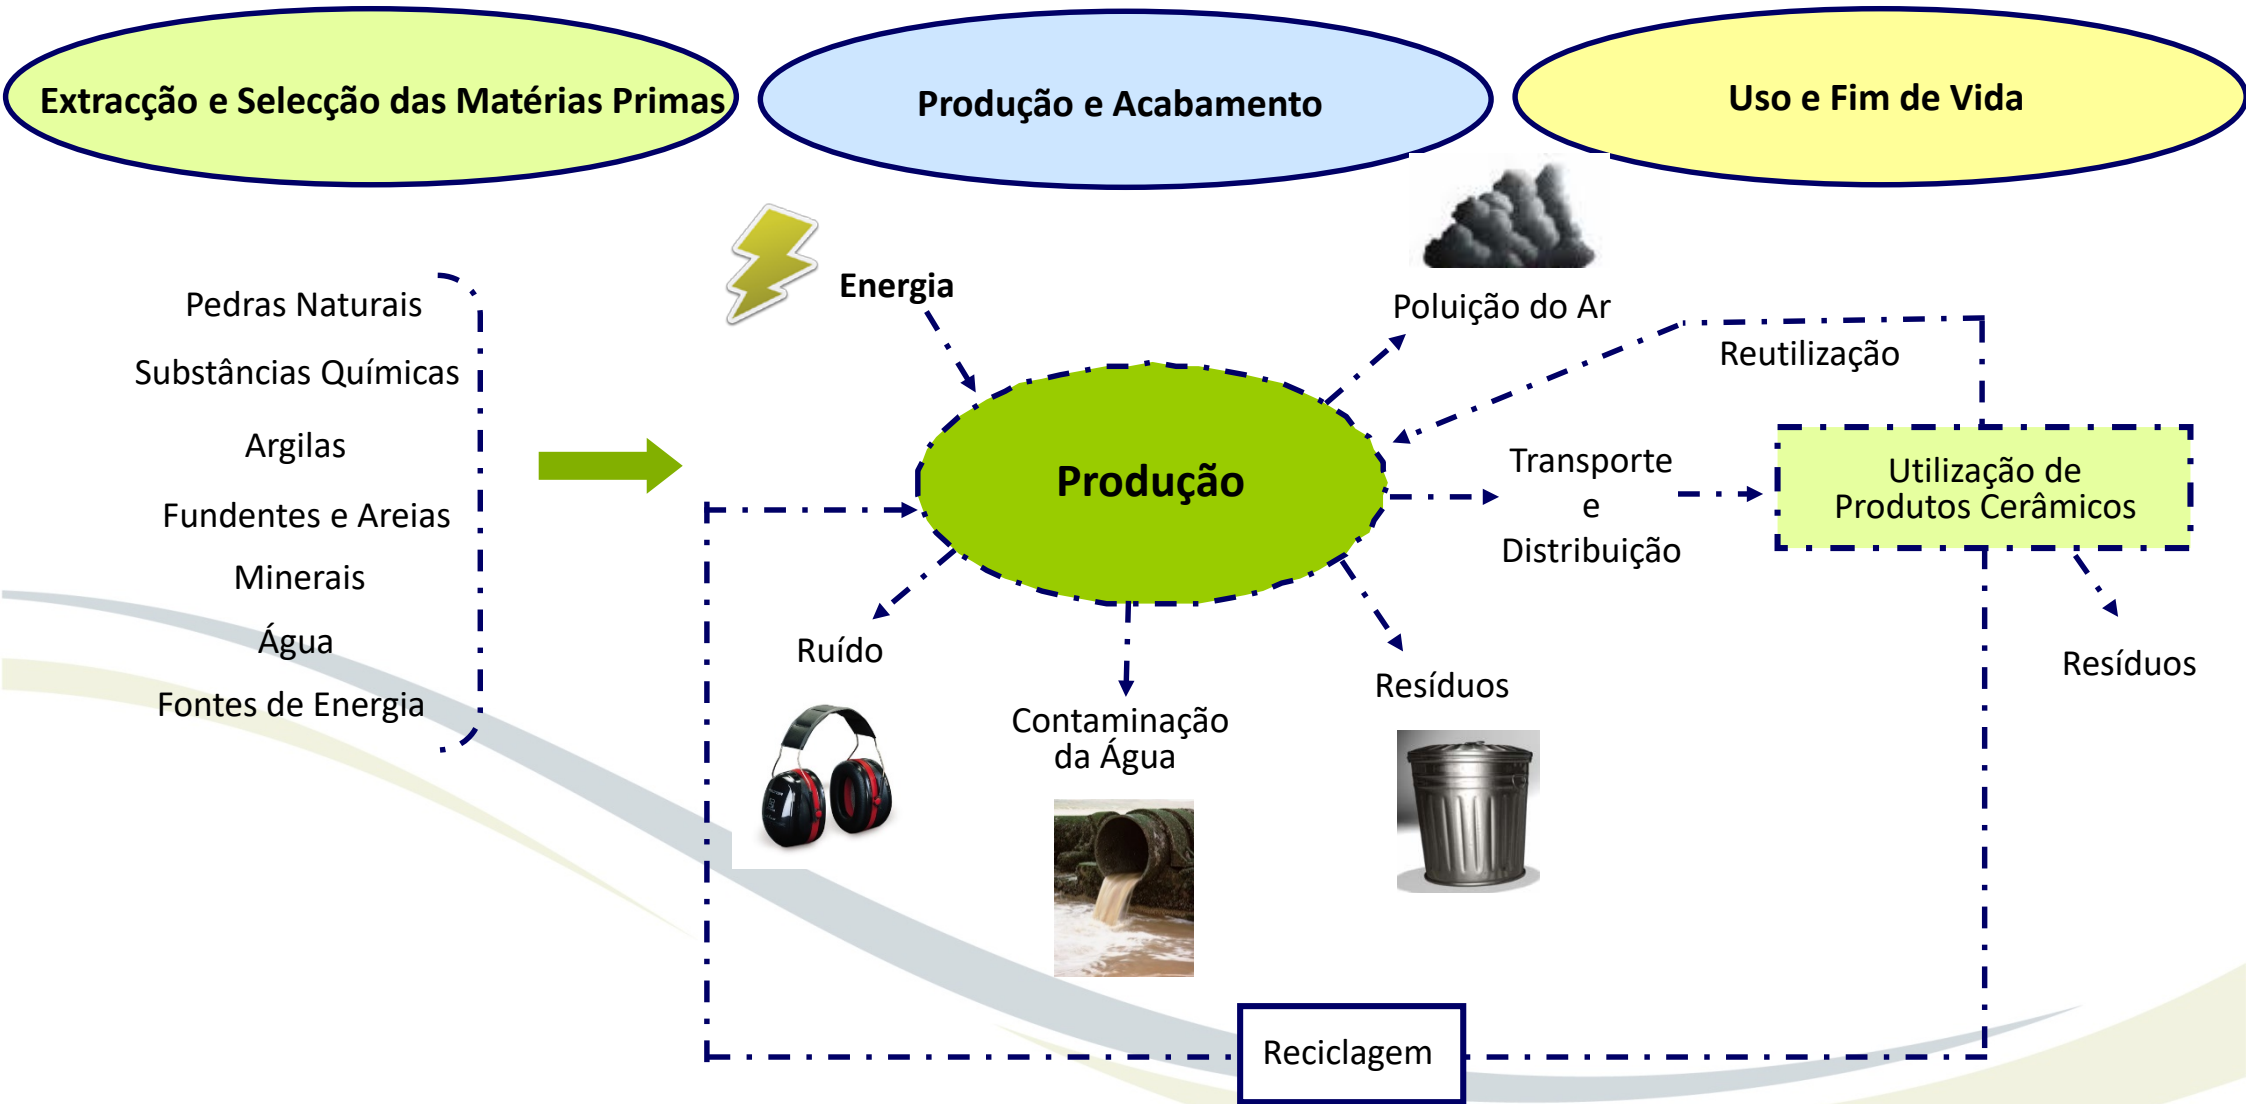 Extracção e Selecção das Matérias Primas
Produção e Acabamento
Uso e Fim de Vida
Pedras Naturais
Substâncias Químicas
Argilas
Fundentes e Areias
Minerais
Água
Fontes de Energia
Energia
Poluição do Ar
Reutilização
Produção
Transporte
e
Distribuição
Utilização de
Produtos Cerâmicos
Ruído
Contaminação
da Água
Resíduos
Resíduos
Reciclagem